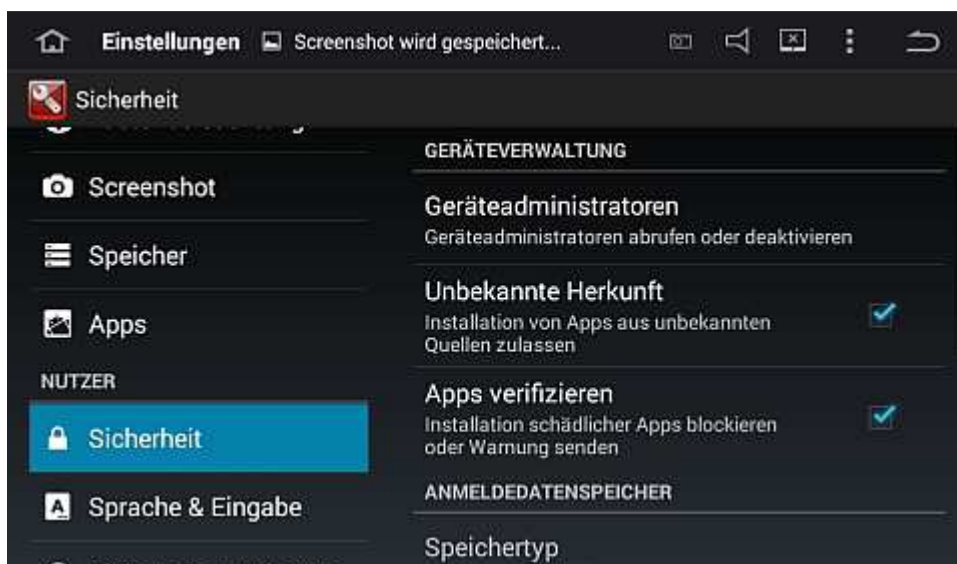 Einstellungen Screenshot wird gespeichert...
Sicherheit
Screenshot
Speicher
Apps
NUTZER
Sicherheit
Sprache & Eingabe
GERÄTEVERWALTUNG
Geräteadministratoren
Geräteadministratoren abrufen oder deaktivieren
Unbekannte Herkunft
Installation von Apps aus unbekannten
Quellen zulassen
Apps verifizieren
Installation schädlicher Apps blockieren
oder Warnung senden
ANMELDEDATENSPEICHER
Speichertyp